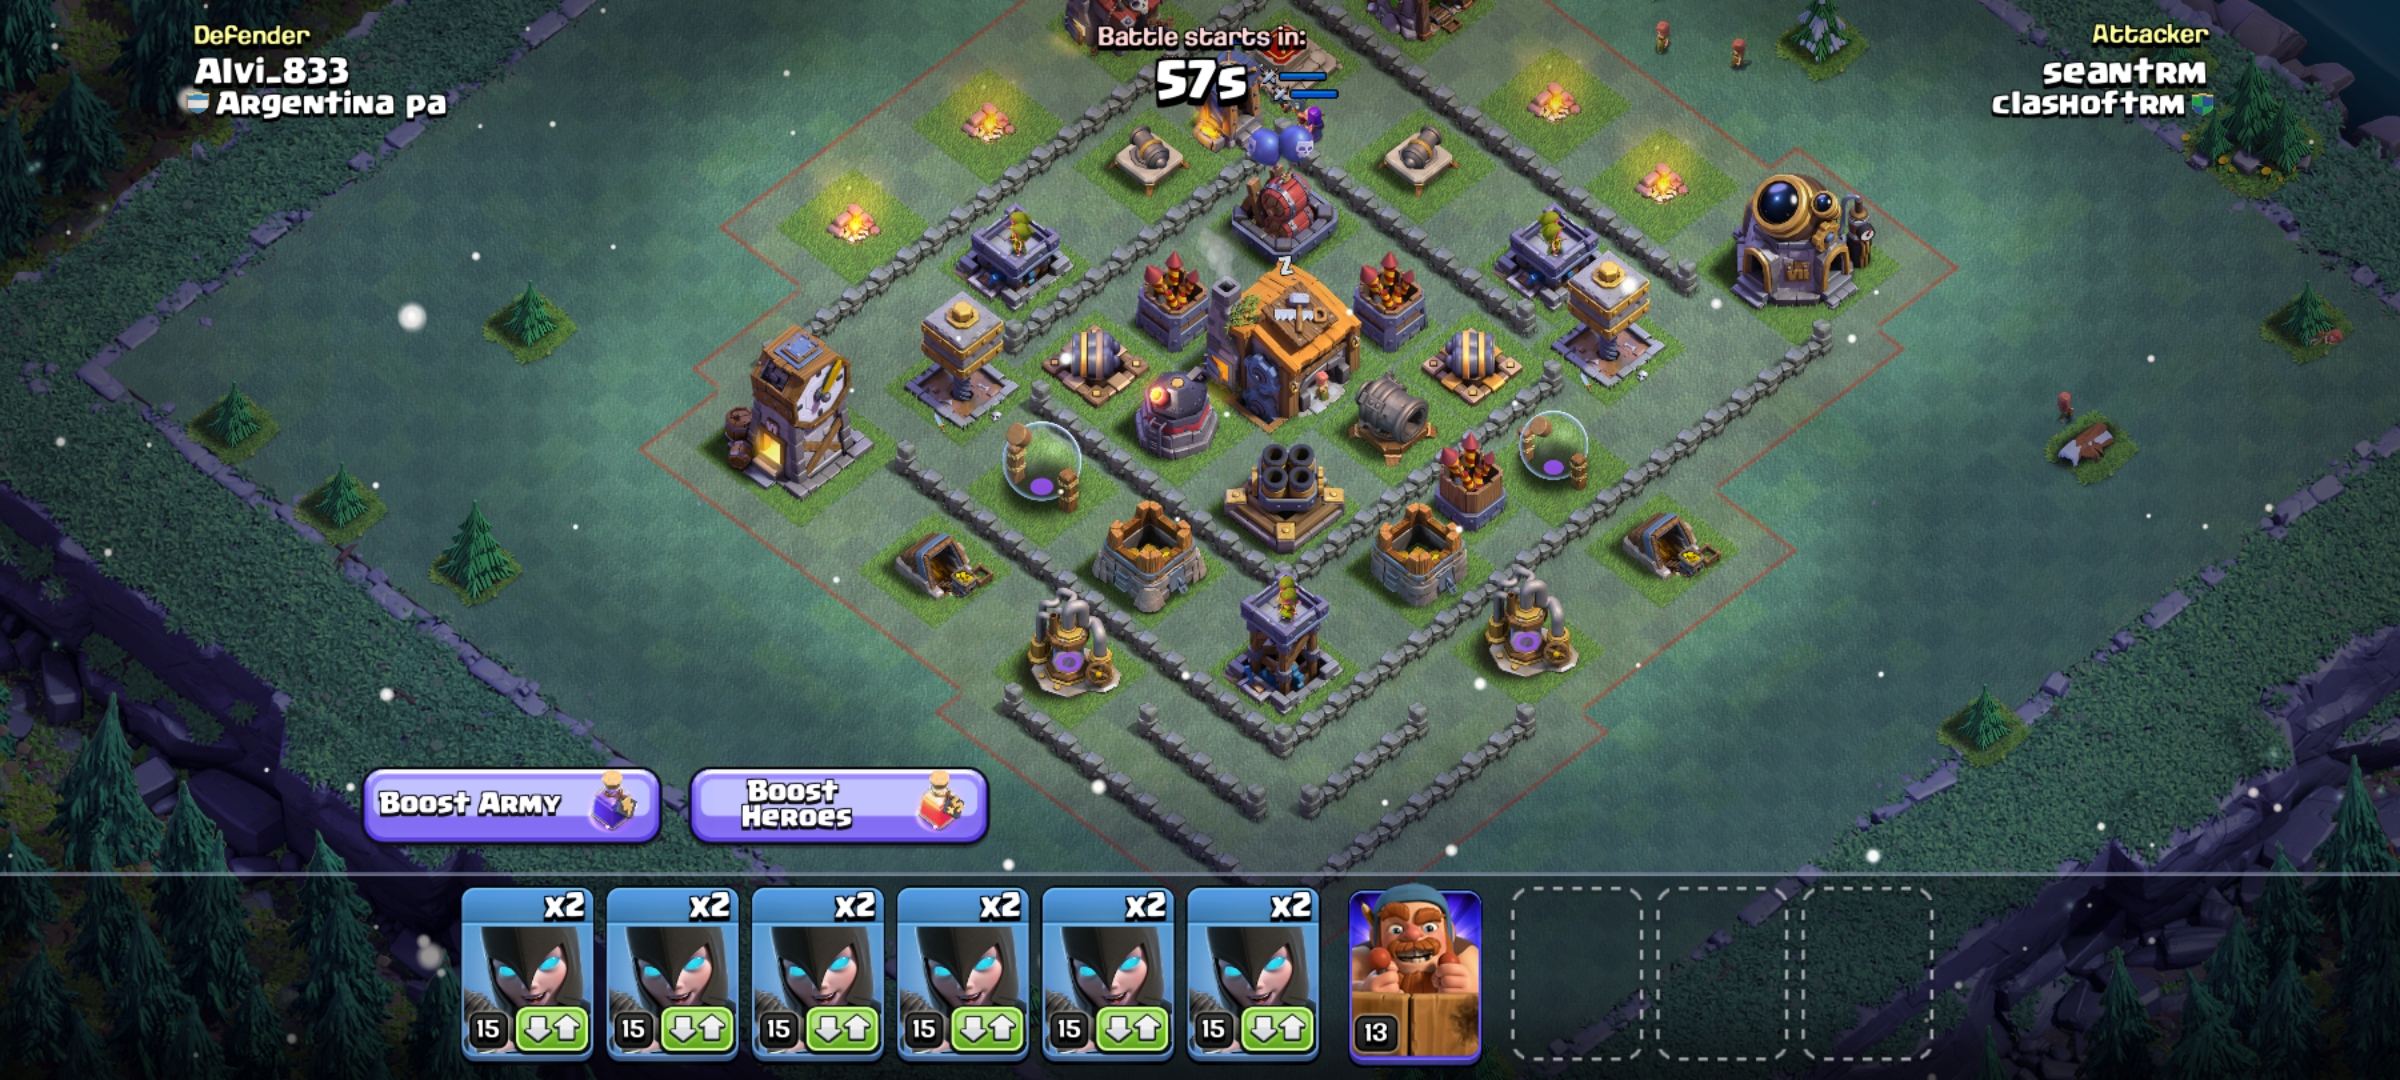 Defender
Alvi_833
Argentina pa
Battle starts in:
57s
Attacker
seantRM
clashoftRM
Z
Boost Army
Boost
Heroes
x2
x2
x2
x2
x2
x2
15
15
15
15
15
15
13